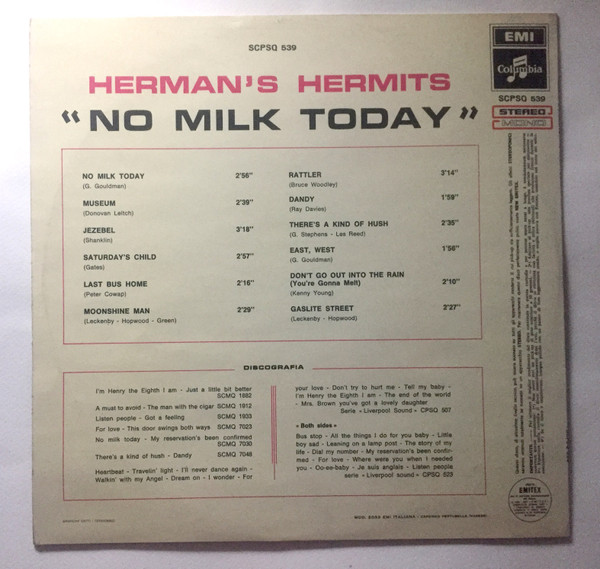 SCPSQ 539
EMI
Columbia
SCPSQ 539
STEREO
MONO
HERMAN'S HERMITS
"NO MILK TODAY"
NO MILK TODAY 2'56"
(G. Gouldman)
MUSEUM 2'39"
(Donovan Leitch)
JEZEBEL 3'18"
(Shanklin)
SATURDAY'S CHILD 2'57"
(Gates)
LAST BUS HOME 2'16"
(Peter Cowap)
MOONSHINE MAN 2'29"
(Leckenby - Hopwood - Green)
RATTLER 3'14"
(Bruce Woodley)
DANDY 1'59"
(Ray Davies)
THERE'S A KIND OF HUSH 2'35"
(G. Stephens - Les Reed)
EAST, WEST 1'56"
(G. Gouldman)
DON'T GO OUT INTO THE RAIN
(You're Gonna Melt) 2'10"
(Kenny Young)
GASLITE STREET 2'27"
(Leckenby - Hopwood)
DISCOGRAFIA
I'm Henry the Eighth I am - Just a little bit better
SCMQ 1882
A must to avoid - The man with the cigar SCMQ 1912
Listen people - Got a feeling SCMQ 1933
For love - This door swings both ways SCMQ 7023
No milk today - My reservation's been confirmed
SCMQ 7030
There's a kind of hush - Dandy SCMQ 7048
Heartbeat - Travelin' light - I'll never dance again -
Walkin' with my Angel - Dream on - I wonder - For
your love - Don't try to hurt me - Tell my baby -
I'm Henry the Eighth I am - The end of the world
- Mrs. Brown you've got a lovely daughter
Serie « Liverpool Sound » CPSQ 507
« Both sides »
Bus stop - All the things I do for you baby - Little
boy sad - Leaning on a lamp post - The story of my
life - Dial my number - My reservation's been confir-
med - For love - Where were you when I needed
you - Oo-ee-baby - Je suis anglais - Listen people
serie « Liverpool sound » CPSQ 523
EMITEX